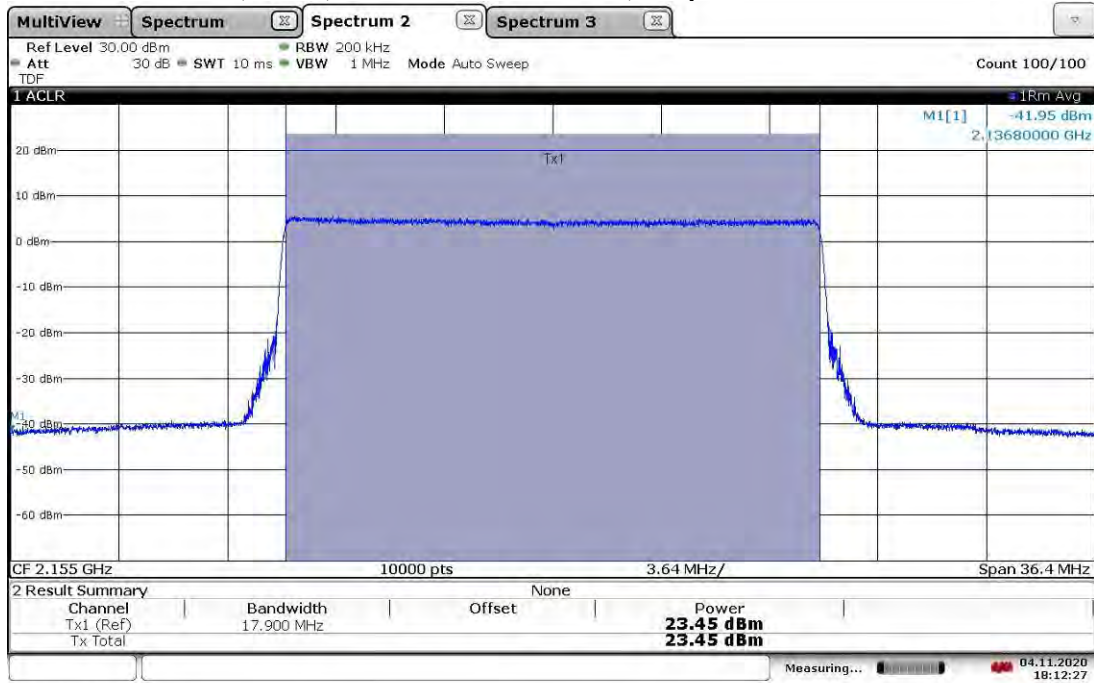 MultiView Spectrum Spectrum 2 Spectrum 3
Ref Level 30.00 dBm RBW 200 kHz
Att 30 dB SWT 10 ms VBW 1 MHz Mode Auto Sweep Count 100/100
TDF
1 ACLR 1Rm Avg
M1[1] -41.95 dBm
2.13680000 GHz
20 dBm
Tx1
10 dBm
0 dBm
-10 dBm
-20 dBm
-30 dBm
M1
-40 dBm
-50 dBm
-60 dBm
CF 2.155 GHz 10000 pts 3.64 MHz/ Span 36.4 MHz
2 Result Summary None
Channel Bandwidth Offset Power
Tx1 (Ref) 17.900 MHz 23.45 dBm
Tx Total 23.45 dBm
Measuring... 04.11.2020
18:12:27